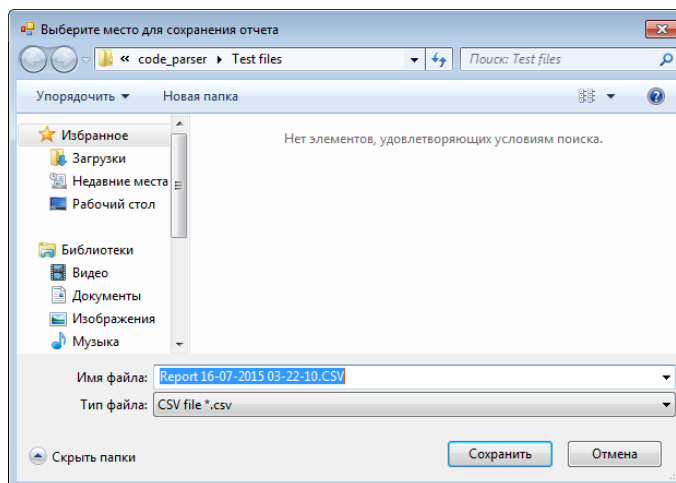 Выберите место для сохранения отчета
« code_parser Test files
Поиск: Test files
Упорядочить
Новая папка
Избранное
Загрузки
Недавние места
Рабочий стол
Библиотеки
Видео
Документы
Изображения
Музыка
Нет элементов, удовлетворяющих условиям поиска.
Имя файла: Report 16-07-2015 03-22-10.CSV
Тип файла: CSV file *.csv
Скрыть папки
Сохранить
Отмена